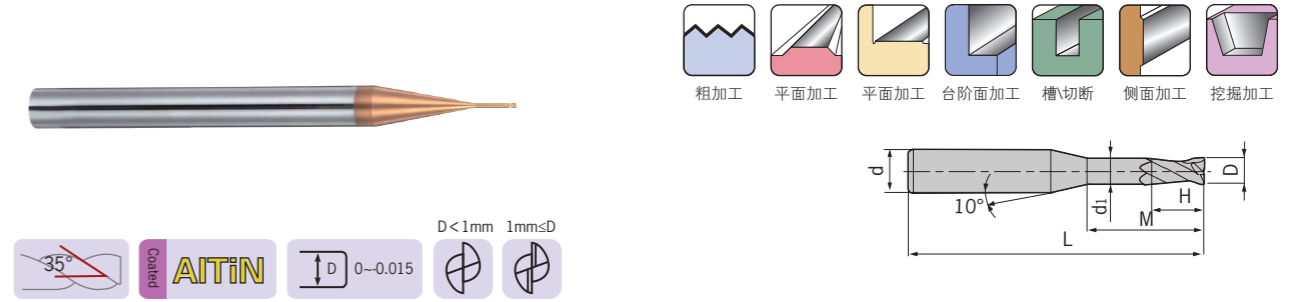 粗加工
平面加工
平面加工
台阶面加工
槽\切断
侧面加工
挖掘加工
d
10°
d1
D
H
M
L
D<1mm
1mm≤D
35°
Coated
AlTiN
D
0~-0.015